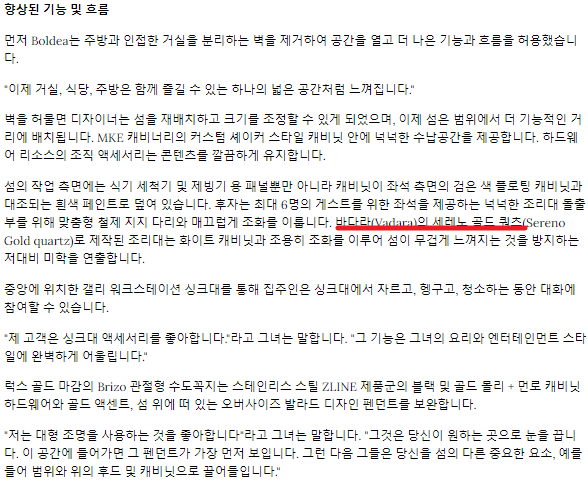 향상된 기능 및 흐름
먼저 Boldea는 주방과 인접한 거실을 분리하는 벽을 제거하여 공간을 열고 더 나은 기능과 흐름을 허용했습니
다.
"이제 거실, 식당, 주방은 함께 즐길 수 있는 하나의 넓은 공간처럼 느껴집니다."
벽을 허물면 디자이너는 섬을 재배치하고 크기를 조정할 수 있게 되었으며, 이제 섬은 범위에서 더 기능적인 거
리에 배치됩니다. MKE 캐비너리의 커스텀 셰이커 스타일 캐비닛 안에 넉넉한 수납공간을 제공합니다. 하드웨
어 리소스의 조직 액세서리는 콘텐츠를 깔끔하게 유지합니다.
섬의 작업 측면에는 식기 세척기 및 제빙기 용 패널뿐만 아니라 캐비닛이 좌석 측면의 검은 색 플로팅 캐비닛과
대조되는 흰색 페인트로 덮여 있습니다. 후자는 최대 6명의 게스트를 위한 좌석을 제공하는 넉넉한 조리대 돌출
부를 위해 맞춤형 철제 지지 다리와 매끄럽게 조화를 이룹니다. 바다라(Vadara)의 세레노 골드 쿼츠(Sereno
Gold quartz)로 제작된 조리대는 화이트 캐비닛과 조용히 조화를 이루어 섬이 무겁게 느껴지는 것을 방지하는
저대비 미학을 연출합니다.
중앙에 위치한 갤리 워크스테이션 싱크대를 통해 집주인은 싱크대에서 자르고, 헹구고, 청소하는 동안 대화에
참여할 수 있습니다.
"제 고객은 싱크대 액세서리를 좋아합니다."라고 그녀는 말합니다. "그 기능은 그녀의 요리와 엔터테인먼트 스타
일에 완벽하게 어울립니다."
럭스 골드 마감의 Brizo 관절형 수도꼭지는 스테인리스 스틸 ZLINE 제품군의 블랙 및 골드 몰리 + 먼로 캐비닛
하드웨어와 골드 액센트, 섬 위에 떠 있는 오버사이즈 발라드 디자인 펜던트를 보완합니다.
"저는 대형 조명을 사용하는 것을 좋아합니다"라고 그녀는 말합니다. "그것은 당신이 원하는 곳으로 눈을 끕니
다. 이 공간에 들어가면 그 펜던트가 가장 먼저 보입니다. 그런 다음 그들은 당신을 섬의 다른 중요한 요소, 예를
들어 범위와 위의 후드 및 캐비닛으로 끌어들입니다."